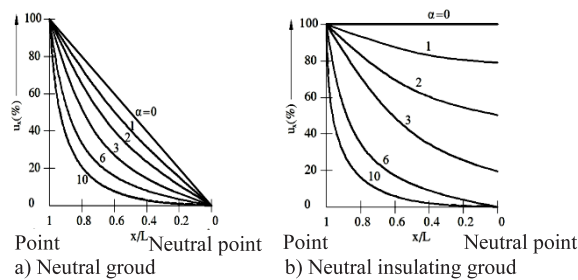 100
80
60
40
20
0
u_x(%)
α=0
1
2
3
6
10
1 0.8 0.6 0.4 0.2 0
x/L
Point Neutral point
a) Neutral groud
100
80
60
40
20
0
u_x(%)
α=0
1
2
3
6
10
1 0.8 0.6 0.4 0.2 0
x/L
Point Neutral point
b) Neutral insulating groud